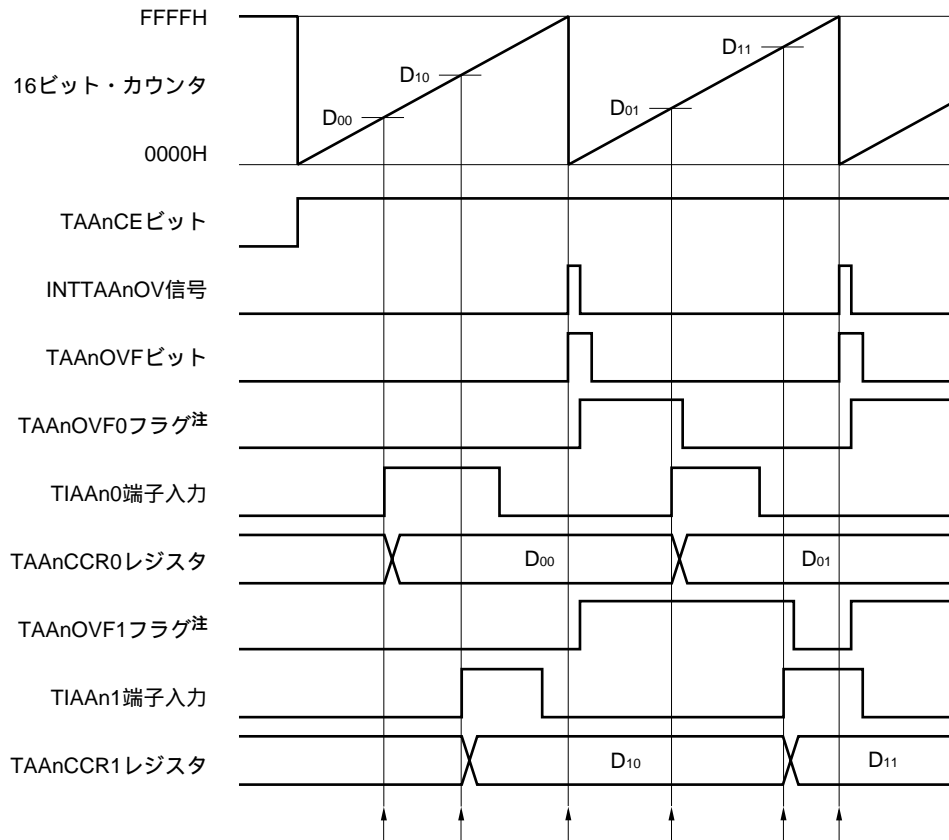 FFFFH
16ビット・カウンタ
0000H
D10
D00
D11
D01
TAAnCEビット
INTTAAnOV信号
TAAnOVFビット
TAAnOVF0フラグ注
TIAAn0端子入力
TAAnCCR0レジスタ
D00
D01
TAAnOVF1フラグ注
TIAAn1端子入力
TAAnCCR1レジスタ
D10
D11